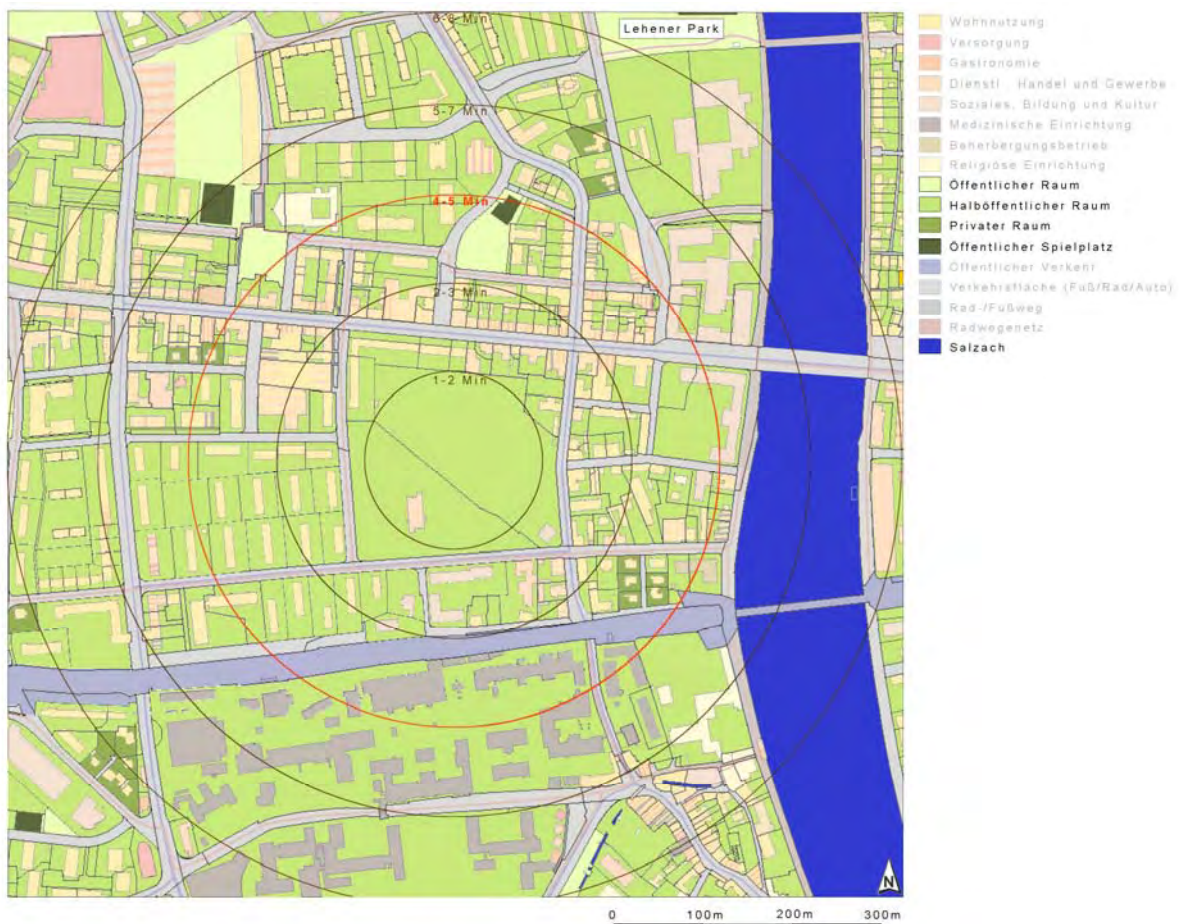 6-8 Min
Lehener Park
5-7 Min
4-5 Min
2-3 Min
1-2 Min
Wohnnutzung
Versorgung
Gastronomie
Dienstl., Handel und Gewerbe
Soziales, Bildung und Kultur
Medizinische Einrichtung
Beherbergungsbetrieb
Religiöse Einrichtung
Öffentlicher Raum
Halböffentlicher Raum
Privater Raum
Öffentlicher Spielplatz
Öffentlicher Verkehr
Verkehrsfläche (Fuß/Rad/Auto)
Rad-/Fußweg
Radwegenetz
Salzach
N
0 100m 200m 300m